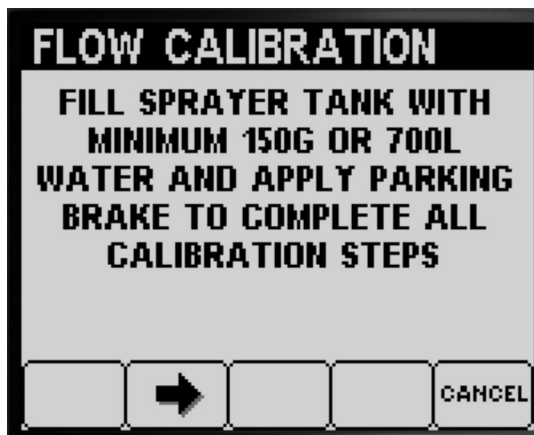 FLOW CALIBRATION
FILL SPRAYER TANK WITH
MINIMUM 150G OR 700L
WATER AND APPLY PARKING
BRAKE TO COMPLETE ALL
CALIBRATION STEPS
CANCEL